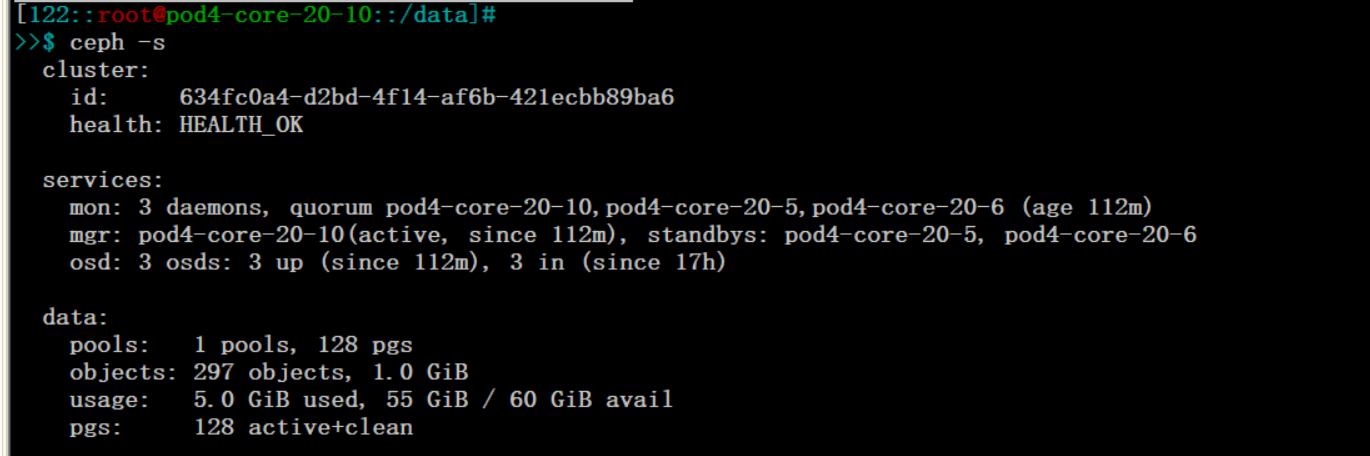 [122::root@pod4-core-20-10::/data]#
>>$ ceph -s
  cluster:
    id:     634fc0a4-d2bd-4f14-af6b-421ecbb89ba6
    health: HEALTH_OK

  services:
    mon: 3 daemons, quorum pod4-core-20-10,pod4-core-20-5,pod4-core-20-6 (age 112m)
    mgr: pod4-core-20-10(active, since 112m), standbys: pod4-core-20-5, pod4-core-20-6
    osd: 3 osds: 3 up (since 112m), 3 in (since 17h)

  data:
    pools:   1 pools, 128 pgs
    objects: 297 objects, 1.0 GiB
    usage:   5.0 GiB used, 55 GiB / 60 GiB avail
    pgs:     128 active+clean